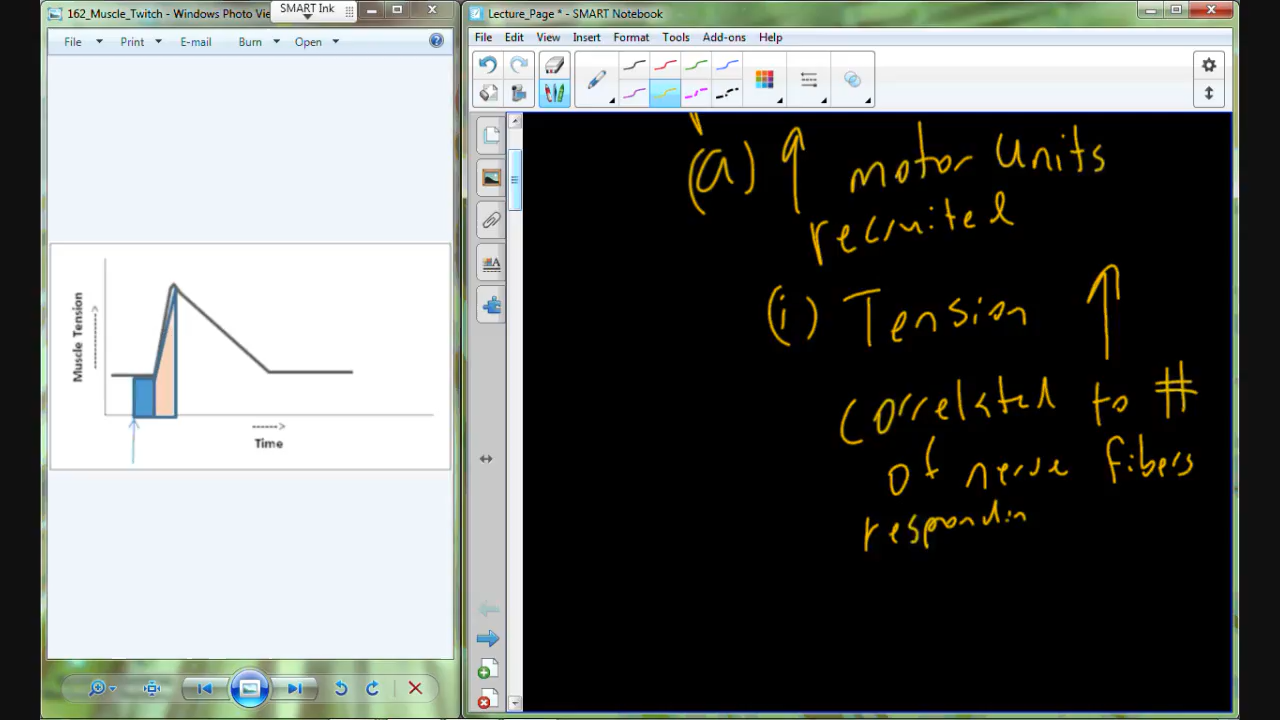 162_Muscle_Twitch - Windows Photo Vie
SMART Ink
File Print E-mail Burn Open
Muscle Tension
---->
Time
Lecture_Page * - SMART Notebook
File Edit View Insert Format Tools Add-ons Help
(a) ↑ motor units
recruited
(i) Tension ↑
correlated to #
of nerve fibers
respondin